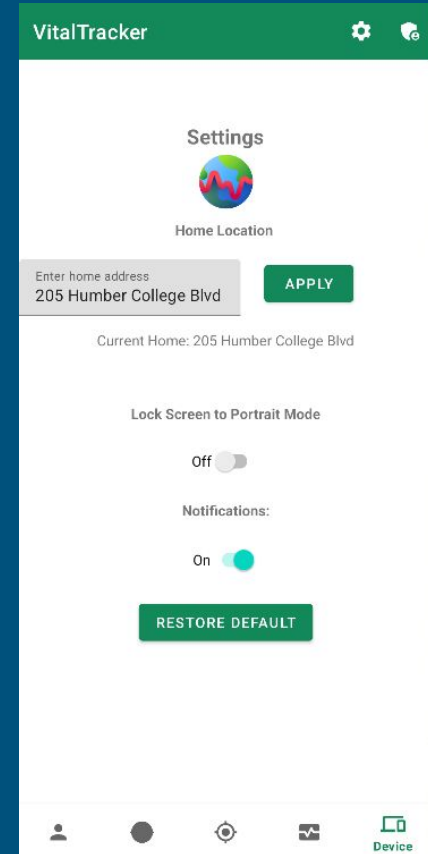 VitalTracker
Settings
Home Location
Enter home address
205 Humber College Blvd
APPLY
Current Home: 205 Humber College Blvd
Lock Screen to Portrait Mode
Off
Notifications:
On
RESTORE DEFAULT
Device